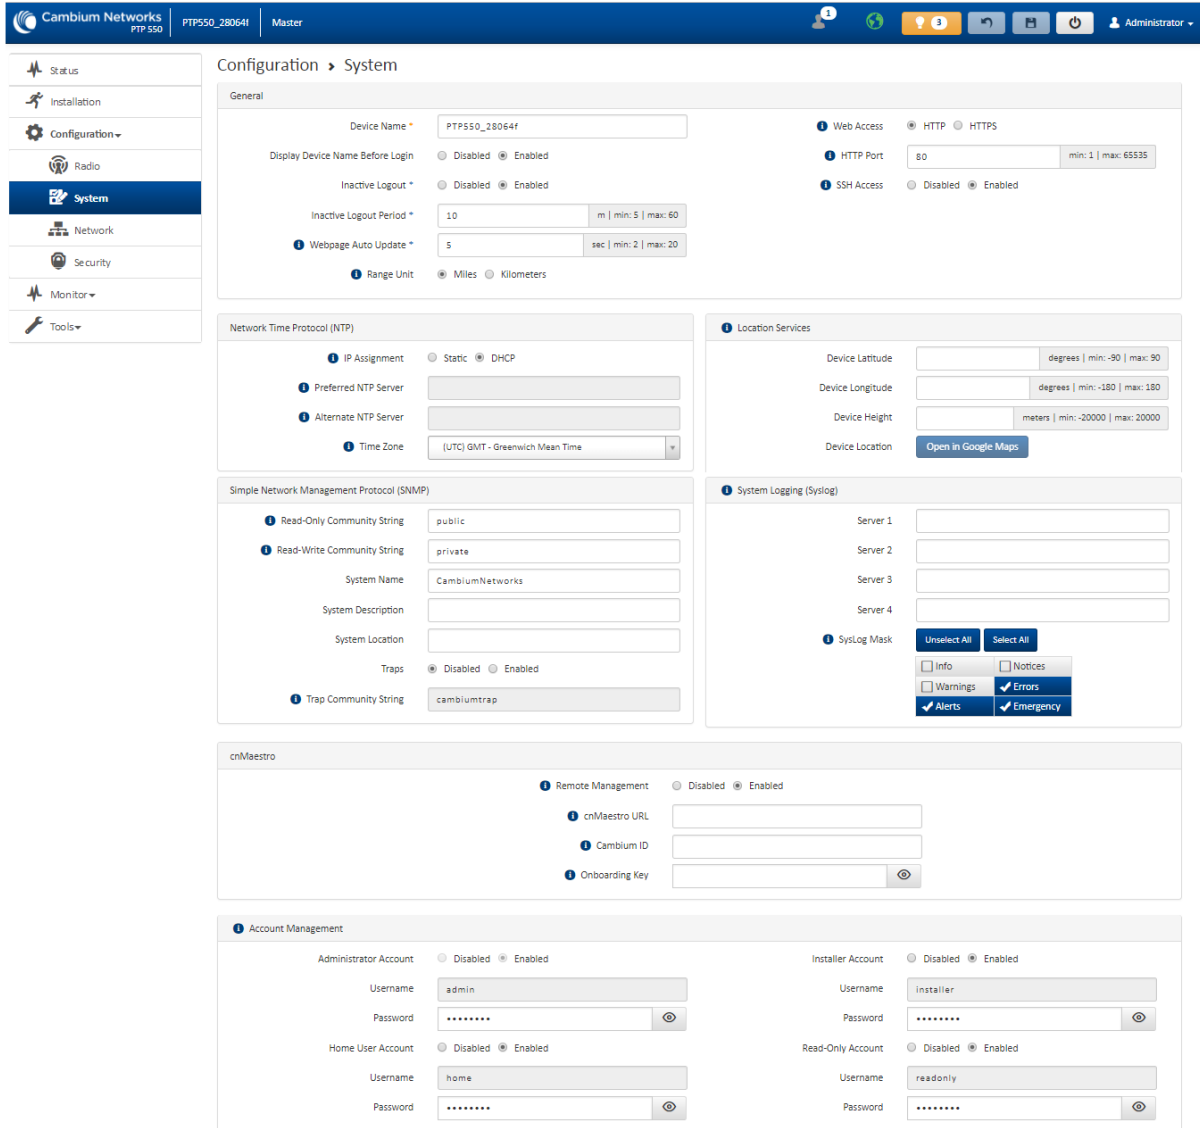 Cambium Networks
PTP 550
PTP550_28064f
Master
1
3
Administrator
Status
Installation
Configuration
Radio
System
Network
Security
Monitor
Tools
Configuration › System
General
Device Name *
PTP550_28064f
Display Device Name Before Login
Disabled Enabled
Inactive Logout *
Disabled Enabled
Inactive Logout Period *
10
m | min: 5 | max: 60
Webpage Auto Update *
5
sec | min: 2 | max: 20
Range Unit
Miles Kilometers
Web Access
HTTP HTTPS
HTTP Port
80
min: 1 | max: 65535
SSH Access
Disabled Enabled
Network Time Protocol (NTP)
IP Assignment
Static DHCP
Preferred NTP Server
Alternate NTP Server
Time Zone
(UTC) GMT - Greenwich Mean Time
Location Services
Device Latitude
degrees | min: -90 | max: 90
Device Longitude
degrees | min: -180 | max: 180
Device Height
meters | min: -20000 | max: 20000
Device Location
Open in Google Maps
Simple Network Management Protocol (SNMP)
Read-Only Community String
public
Read-Write Community String
private
System Name
CambiumNetworks
System Description
System Location
Traps
Disabled Enabled
Trap Community String
cambiumtrap
System Logging (Syslog)
Server 1
Server 2
Server 3
Server 4
SysLog Mask
Unselect All Select All
Info Notices
Warnings Errors
Alerts Emergency
cnMaestro
Remote Management
Disabled Enabled
cnMaestro URL
Cambium ID
Onboarding Key
Account Management
Administrator Account
Disabled Enabled
Username
admin
Password
••••••••
Installer Account
Disabled Enabled
Username
installer
Password
••••••••
Home User Account
Disabled Enabled
Username
home
Password
••••••••
Read-Only Account
Disabled Enabled
Username
readonly
Password
••••••••